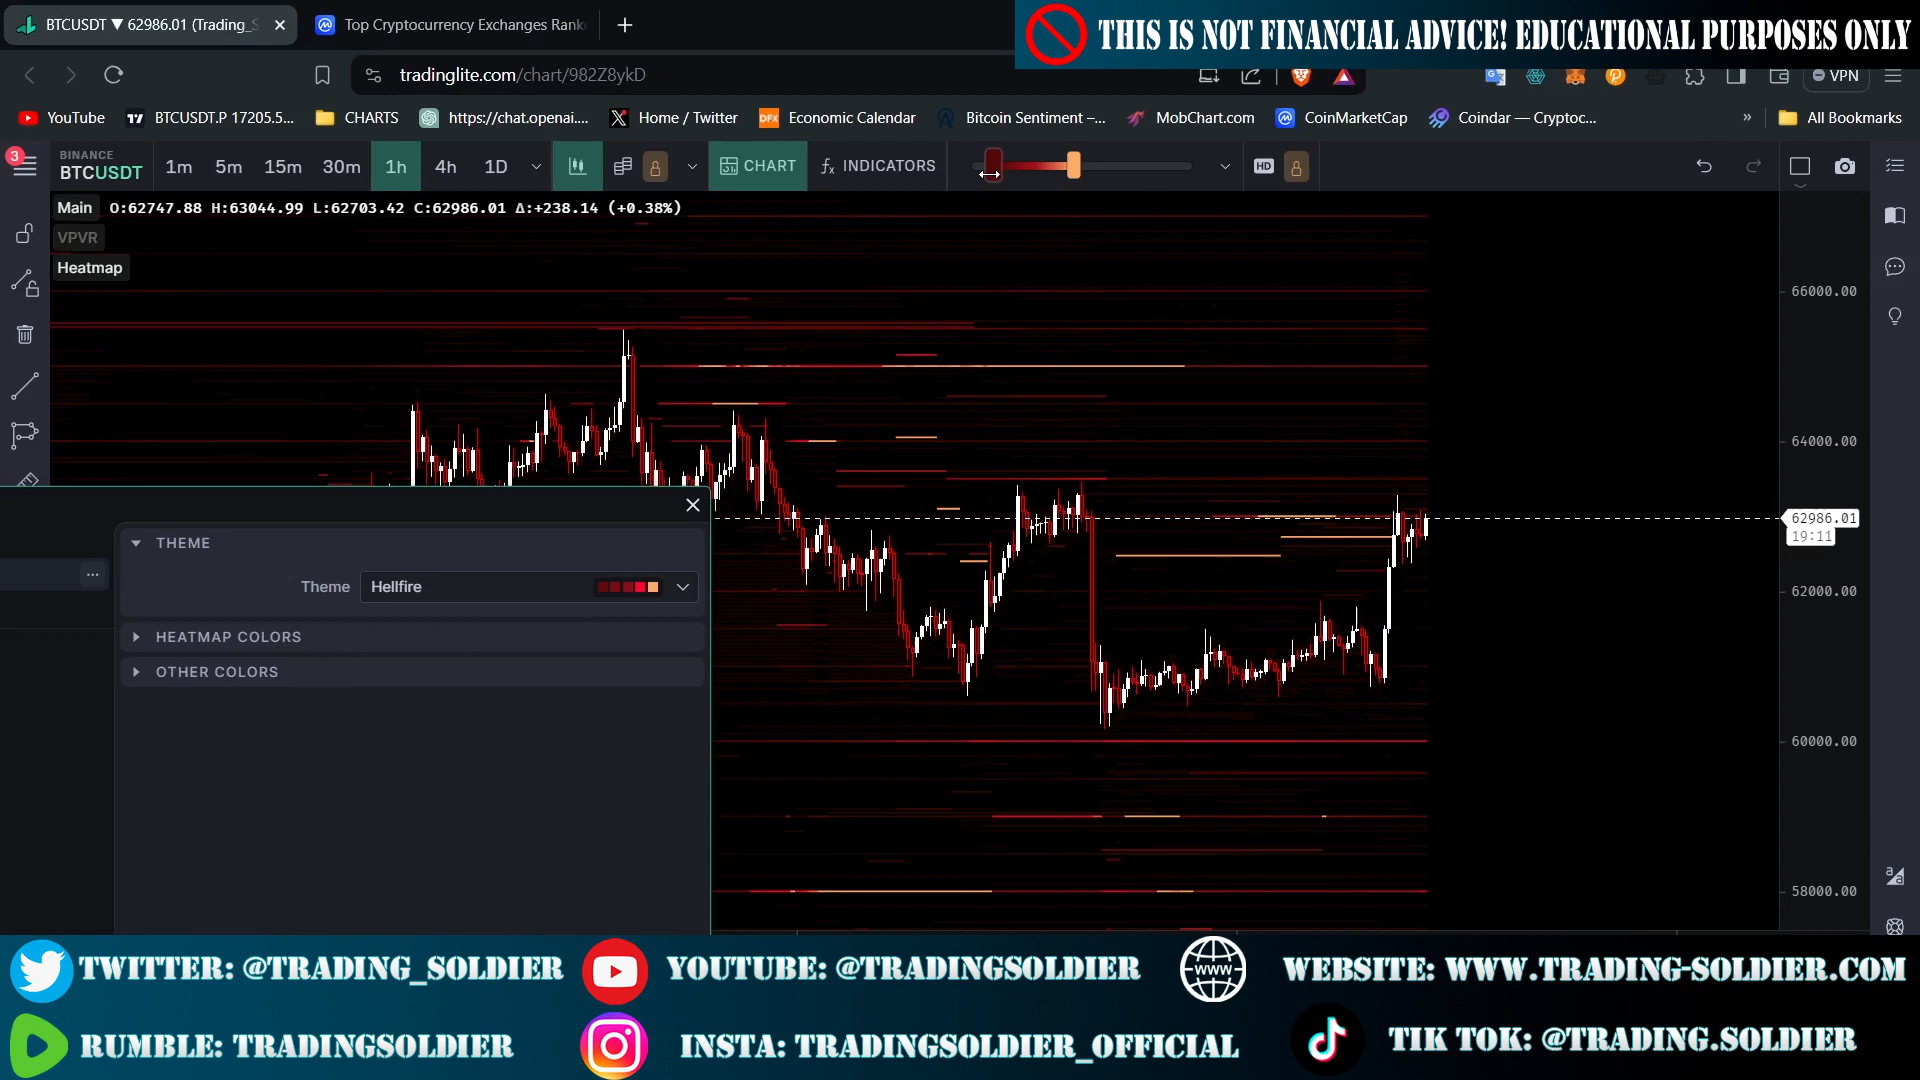 BTCUSDT ▼ 62986.01 (Trading_S
Top Cryptocurrency Exchanges Rank
THIS IS NOT FINANCIAL ADVICE! EDUCATIONAL PURPOSES ONLY
tradinglite.com/chart/982Z8ykD
VPN
YouTube
BTCUSDT.P 17205.5...
CHARTS
https://chat.openai....
Home / Twitter
DFX
Economic Calendar
Bitcoin Sentiment –...
MobChart.com
CoinMarketCap
Coindar — Cryptoc...
»
All Bookmarks
3
BINANCE
BTCUSDT
1m 5m 15m 30m 1h 4h 1D
CHART
INDICATORS
HD
Main O:62747.88 H:63044.99 L:62703.42 C:62986.01 Δ:+238.14 (+0.38%)
VPVR
Heatmap
66000.00
64000.00
62986.01
19:11
62000.00
60000.00
58000.00
THEME
Theme Hellfire
HEATMAP COLORS
OTHER COLORS
TWITTER: @TRADING_SOLDIER
YOUTUBE: @TRADINGSOLDIER
WWW
WEBSITE: WWW.TRADING-SOLDIER.COM
RUMBLE: TRADINGSOLDIER
INSTA: TRADINGSOLDIER_OFFICIAL
TIK TOK: @TRADING.SOLDIER